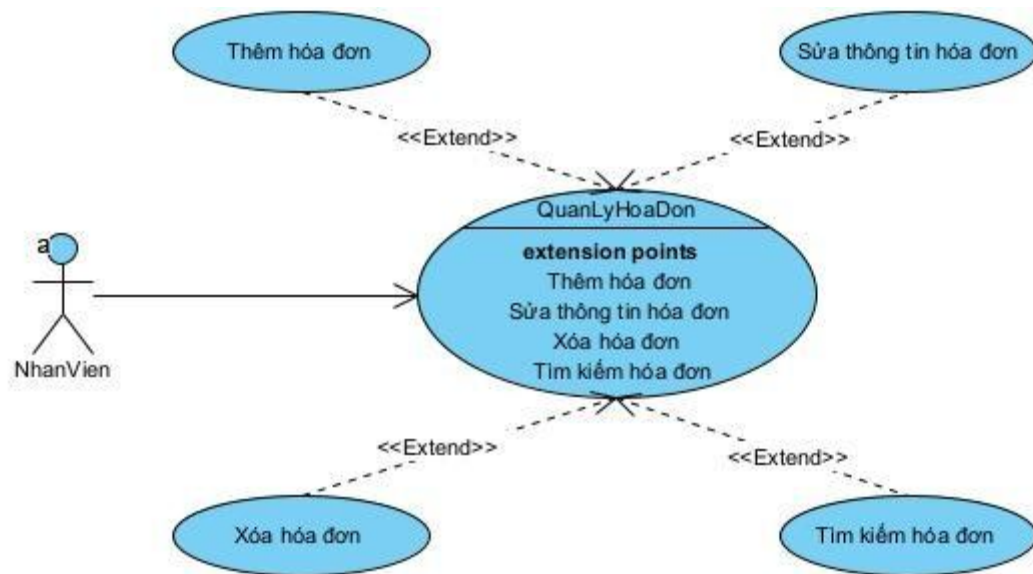 Thêm hóa đơn
Sửa thông tin hóa đơn
<<Extend>>
<<Extend>>
QuanLyHoaDon
extension points
Thêm hóa đơn
Sửa thông tin hóa đơn
Xóa hóa đơn
Tìm kiếm hóa đơn
a
NhanVien
<<Extend>>
<<Extend>>
Xóa hóa đơn
Tìm kiếm hóa đơn